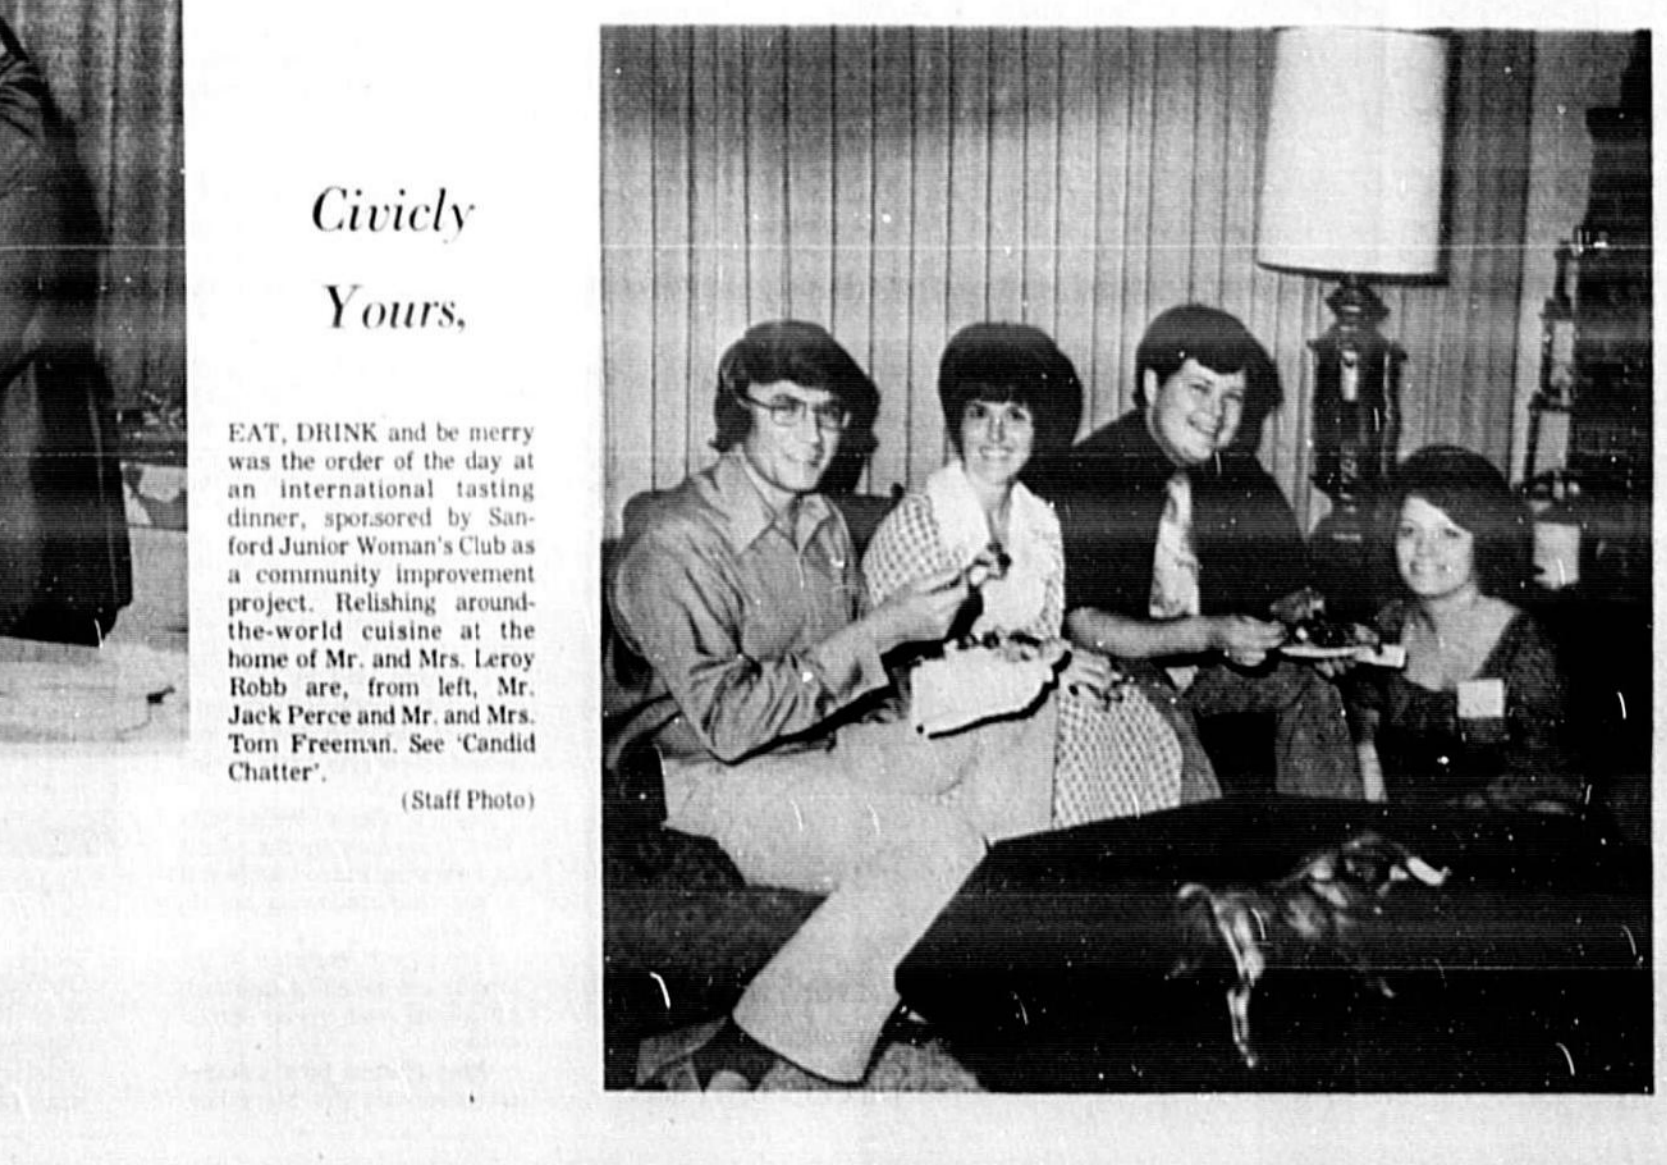 Civicly
Yours,
EAT, DRINK and be merry
was the order of the day at
an international tasting
dinner, sponsored by San-
ford Junior Woman's Club as
a community improvement
project. Relishing around-
the-world cuisine at the
home of Mr. and Mrs. Leroy
Robb are, from left, Mr.
Jack Perce and Mr. and Mrs.
Tom Freeman. See 'Candid
Chatter'.
(Staff Photo)